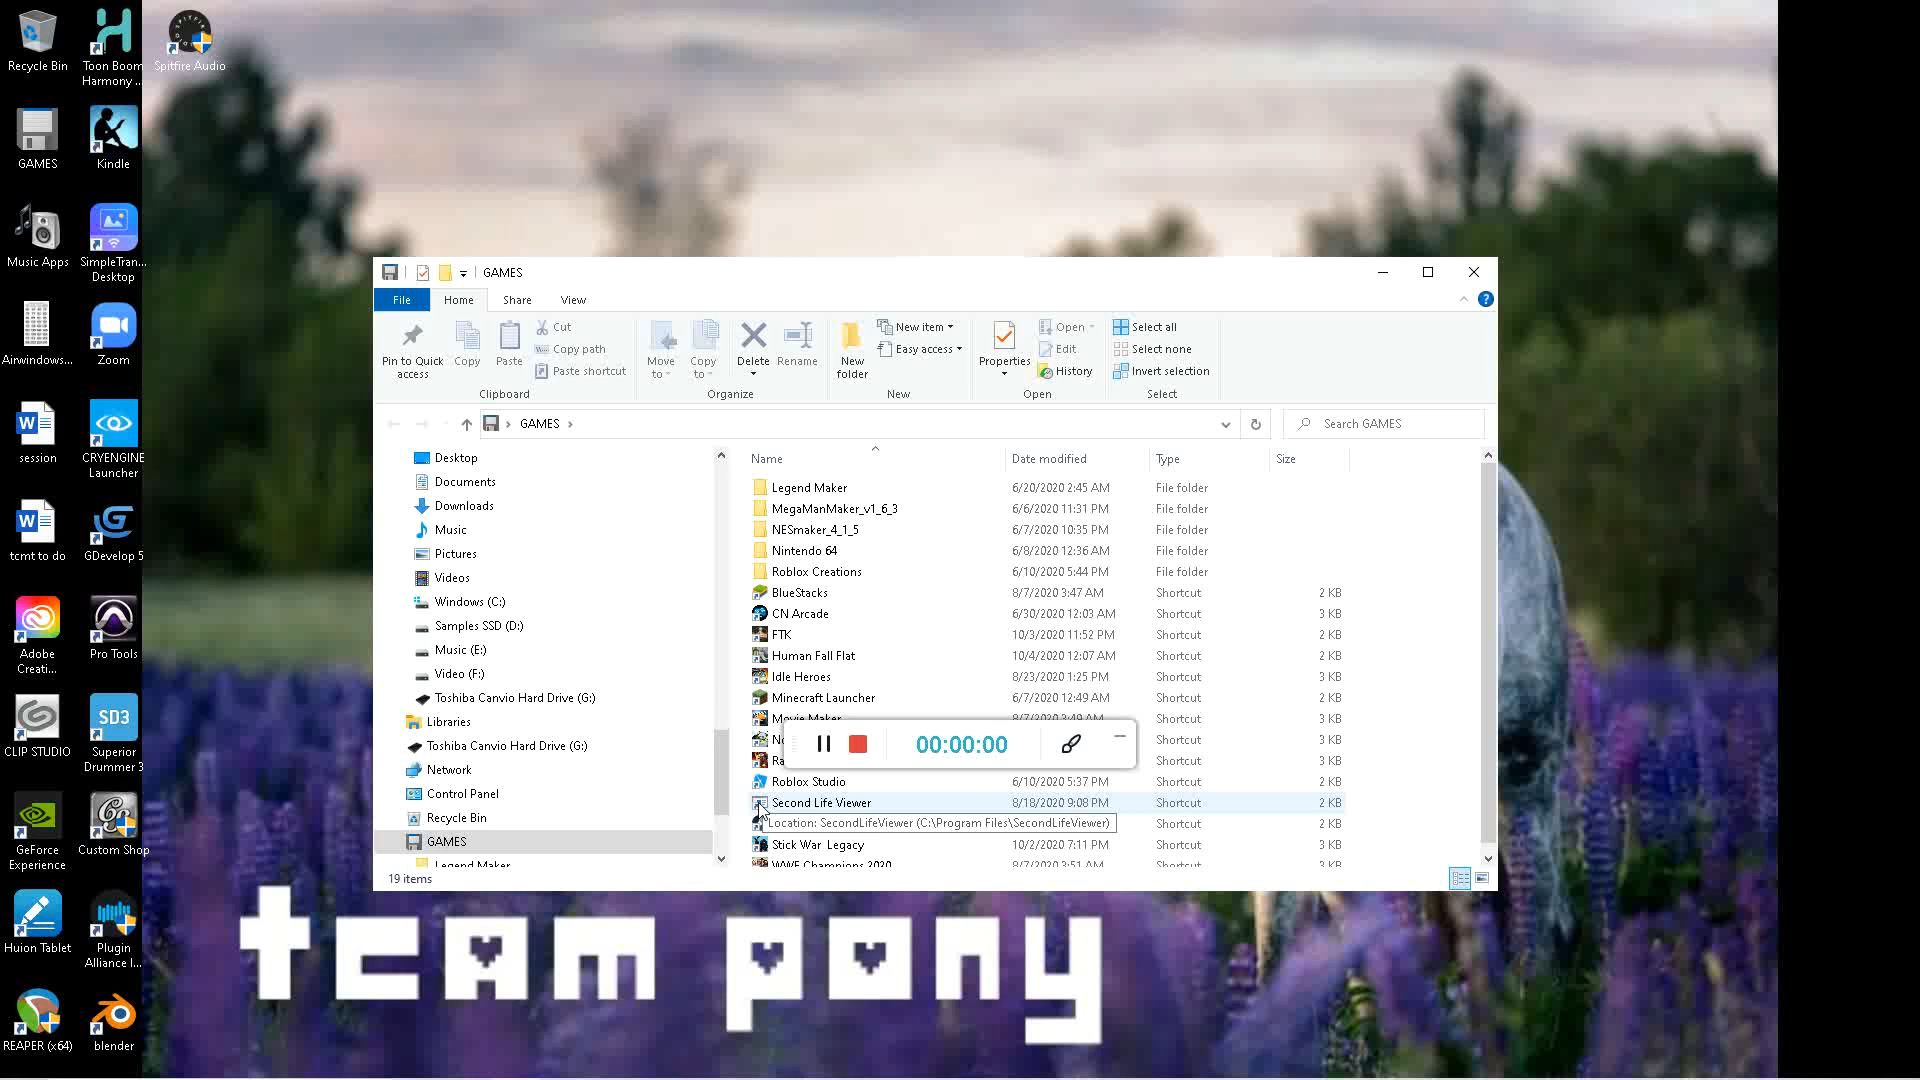 Recycle Bin
Toon Boom
Harmony ...
Spitfire Audio
GAMES
Kindle
Music Apps
SimpleTran...
Desktop
Airwindows...
Zoom
session
CRYENGINE
Launcher
tcmt to do
GDevelop 5
Adobe
Creati...
Pro Tools
CLIP STUDIO
SD3
Superior
Drummer 3
GeForce
Experience
Custom Shop
Huion Tablet
Plugin
Alliance I...
REAPER (x64)
blender
GAMES
File
Home
Share
View
Pin to Quick
access
Copy
Paste
Cut
Copy path
Paste shortcut
Clipboard
Move
to
Copy
to
Delete
Rename
Organize
New
folder
New item
Easy access
New
Properties
Open
Edit
History
Open
Select all
Select none
Invert selection
Select
GAMES
Search GAMES
Desktop
Documents
Downloads
Music
Pictures
Videos
Windows (C:)
Samples SSD (D:)
Music (E:)
Video (F:)
Toshiba Canvio Hard Drive (G:)
Libraries
Toshiba Canvio Hard Drive (G:)
Network
Control Panel
Recycle Bin
GAMES
Legend Maker
Name Date modified Type Size
Legend Maker 6/20/2020 2:45 AM File folder
MegaManMaker_v1_6_3 6/6/2020 11:31 PM File folder
NESmaker_4_1_5 6/7/2020 10:35 PM File folder
Nintendo 64 6/8/2020 12:36 AM File folder
Roblox Creations 6/10/2020 5:44 PM File folder
BlueStacks 8/7/2020 3:47 AM Shortcut 2 KB
CN Arcade 6/30/2020 12:03 AM Shortcut 3 KB
FTK 10/3/2020 11:52 PM Shortcut 2 KB
Human Fall Flat 10/4/2020 12:07 AM Shortcut 2 KB
Idle Heroes 8/23/2020 1:25 PM Shortcut 3 KB
Minecraft Launcher 6/7/2020 12:49 AM Shortcut 2 KB
Movie Maker 8/7/2020 3:49 AM Shortcut 3 KB
Shortcut 3 KB
Shortcut 3 KB
00:00:00
Roblox Studio 6/10/2020 5:37 PM Shortcut 2 KB
Second Life Viewer 8/18/2020 9:08 PM Shortcut 2 KB
Location: SecondLifeViewer (C:\Program Files\SecondLifeViewer)
Shortcut 2 KB
Stick War Legacy 10/2/2020 7:11 PM Shortcut 3 KB
WWE Champions 2020 8/7/2020 3:51 AM Shortcut 3 KB
19 items
team pony